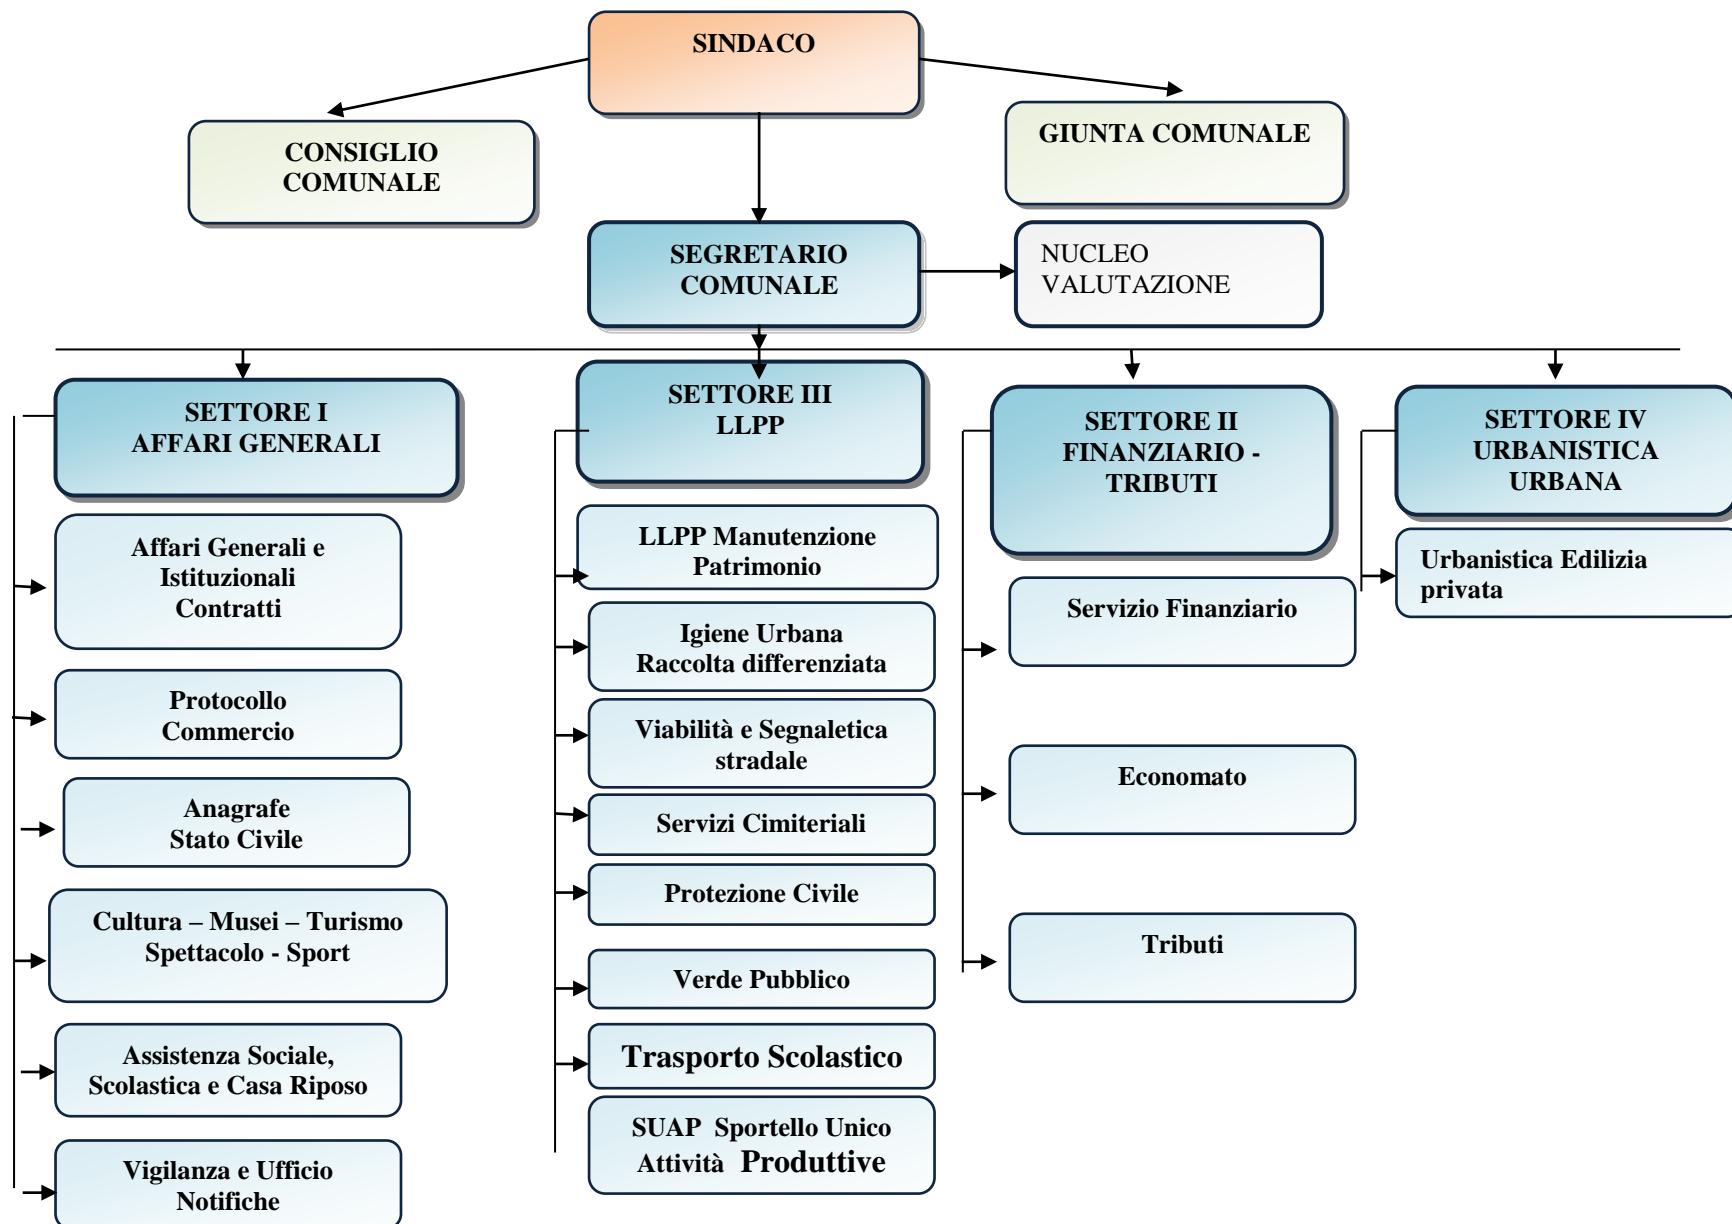 SINDACO
CONSIGLIO
COMUNALE
GIUNTA COMUNALE
SEGRETARIO
COMUNALE
NUCLEO
VALUTAZIONE
SETTORE I
AFFARI GENERALI
Affari Generali e
Istituzionali
Contratti
Protocollo
Commercio
Anagrafe
Stato Civile
Cultura – Musei – Turismo
Spettacolo - Sport
Assistenza Sociale,
Scolastica e Casa Riposo
Vigilanza e Ufficio
Notifiche
SETTORE III
LLPP
LLPP Manutenzione
Patrimonio
Igiene Urbana
Raccolta differenziata
Viabilità e Segnaletica
stradale
Servizi Cimiteriali
Protezione Civile
Verde Pubblico
Trasporto Scolastico
SUAP Sportello Unico
Attività Produttive
SETTORE II
FINANZIARIO -
TRIBUTI
Servizio Finanziario
Economato
Tributi
SETTORE IV
URBANISTICA
URBANA
Urbanistica Edilizia
privata